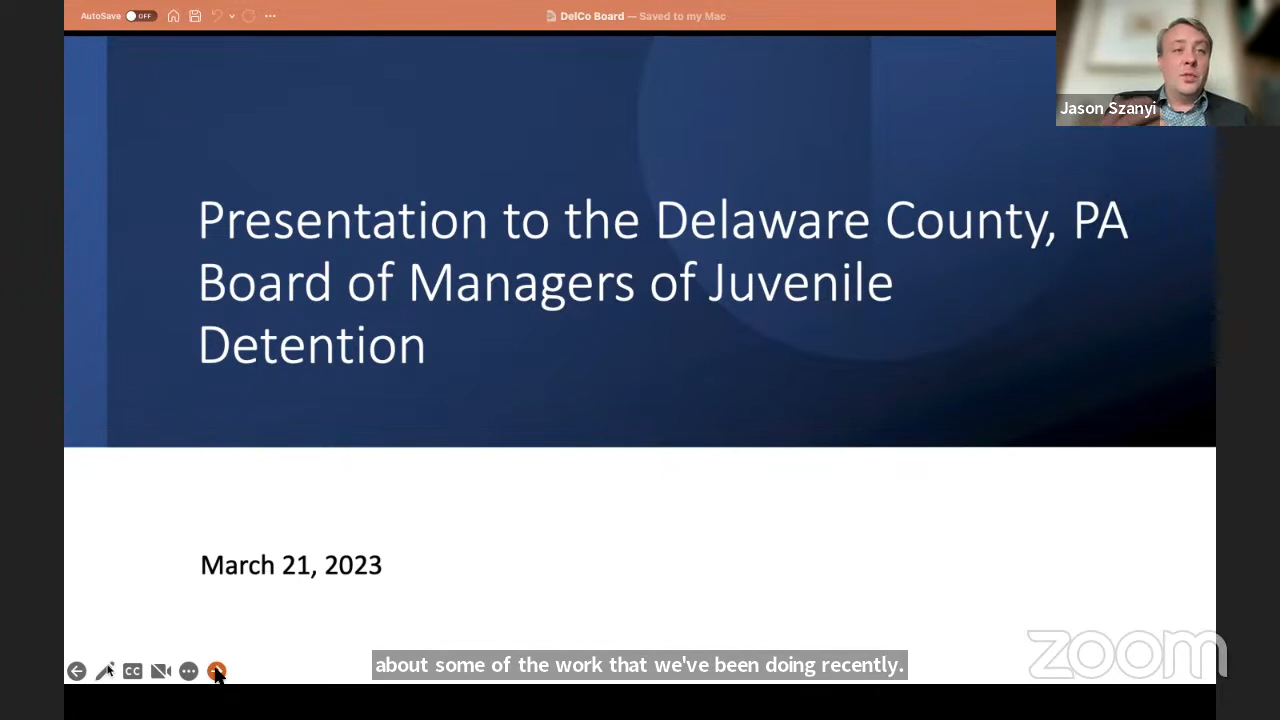 AutoSave OFF
DelCo Board — Saved to my Mac
Jason Szanyi
Presentation to the Delaware County, PA
Board of Managers of Juvenile
Detention
March 21, 2023
CC
about some of the work that we've been doing recently.
zoom